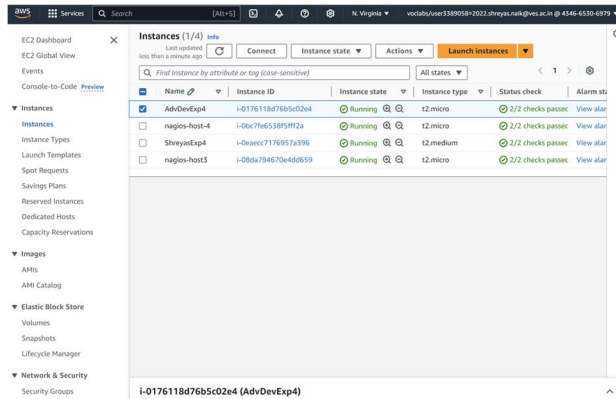 aws Services Search [Alt+S] N. Virginia voclabs/user3389058=2022.shreyas.naik@ves.ac.in @ 4346-6530-6979
EC2 Dashboard
EC2 Global View
Events
Console-to-Code Preview
Instances
Instances
Instance Types
Launch Templates
Spot Requests
Savings Plans
Reserved Instances
Dedicated Hosts
Capacity Reservations
Images
AMIs
AMI Catalog
Elastic Block Store
Volumes
Snapshots
Lifecycle Manager
Network & Security
Security Groups
Instances (1/4) Info
Last updated
less than a minute ago
Connect Instance state Actions Launch instances
Find Instance by attribute or tag (case-sensitive) All states 1
Name Instance ID Instance state Instance type Status check Alarm sta
AdvDevExp4 i-0176118d76b5c02e4 Running t2.micro 2/2 checks passec View alar
nagios-host-4 i-0bc7fe6538f5fff2a Running t2.micro 2/2 checks passec View alar
ShreyasExp4 i-0eaecc7176957a396 Running t2.medium 2/2 checks passec View alar
nagios-host3 i-08da794670e4dd659 Running t2.micro 2/2 checks passec View alar
i-0176118d76b5c02e4 (AdvDevExp4)